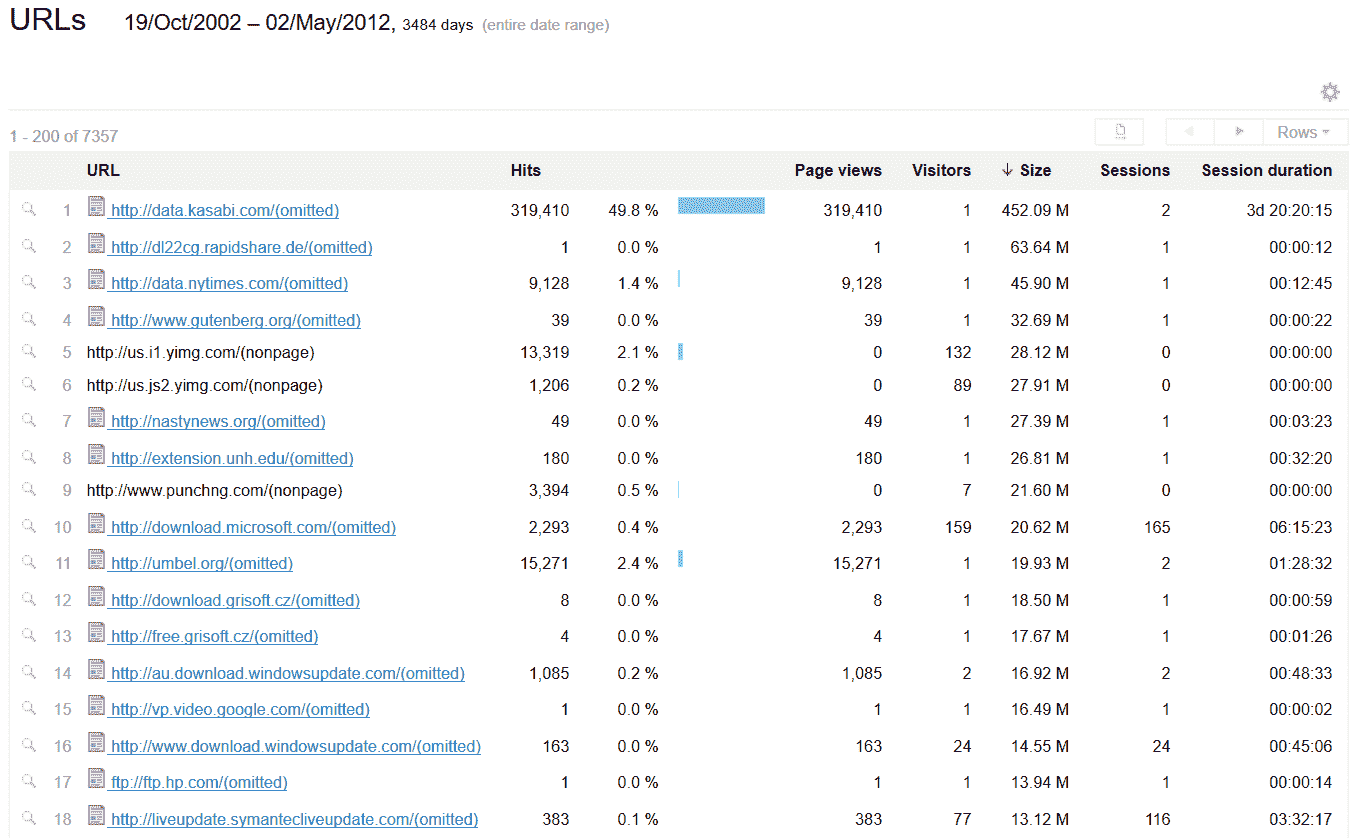 URLs 19/Oct/2002 – 02/May/2012, 3484 days (entire date range)
1 - 200 of 7357 Rows
URL Hits Page views Visitors Size Sessions Session duration
1 http://data.kasabi.com/(omitted) 319,410 49.8 % 319,410 1 452.09 M 2 3d 20:20:15
2 http://dl22cg.rapidshare.de/(omitted) 1 0.0 % 1 1 63.64 M 1 00:00:12
3 http://data.nytimes.com/(omitted) 9,128 1.4 % 9,128 1 45.90 M 1 00:12:45
4 http://www.gutenberg.org/(omitted) 39 0.0 % 39 1 32.69 M 1 00:00:22
5 http://us.i1.yimg.com/(nonpage) 13,319 2.1 % 0 132 28.12 M 0 00:00:00
6 http://us.js2.yimg.com/(nonpage) 1,206 0.2 % 0 89 27.91 M 0 00:00:00
7 http://nastynews.org/(omitted) 49 0.0 % 49 1 27.39 M 1 00:03:23
8 http://extension.unh.edu/(omitted) 180 0.0 % 180 1 26.81 M 1 00:32:20
9 http://www.punchng.com/(nonpage) 3,394 0.5 % 0 7 21.60 M 0 00:00:00
10 http://download.microsoft.com/(omitted) 2,293 0.4 % 2,293 159 20.62 M 165 06:15:23
11 http://umbel.org/(omitted) 15,271 2.4 % 15,271 1 19.93 M 2 01:28:32
12 http://download.grisoft.cz/(omitted) 8 0.0 % 8 1 18.50 M 1 00:00:59
13 http://free.grisoft.cz/(omitted) 4 0.0 % 4 1 17.67 M 1 00:01:26
14 http://au.download.windowsupdate.com/(omitted) 1,085 0.2 % 1,085 2 16.92 M 2 00:48:33
15 http://vp.video.google.com/(omitted) 1 0.0 % 1 1 16.49 M 1 00:00:02
16 http://www.download.windowsupdate.com/(omitted) 163 0.0 % 163 24 14.55 M 24 00:45:06
17 ftp://ftp.hp.com/(omitted) 1 0.0 % 1 1 13.94 M 1 00:00:14
18 http://liveupdate.symantecliveupdate.com/(omitted) 383 0.1 % 383 77 13.12 M 116 03:32:17